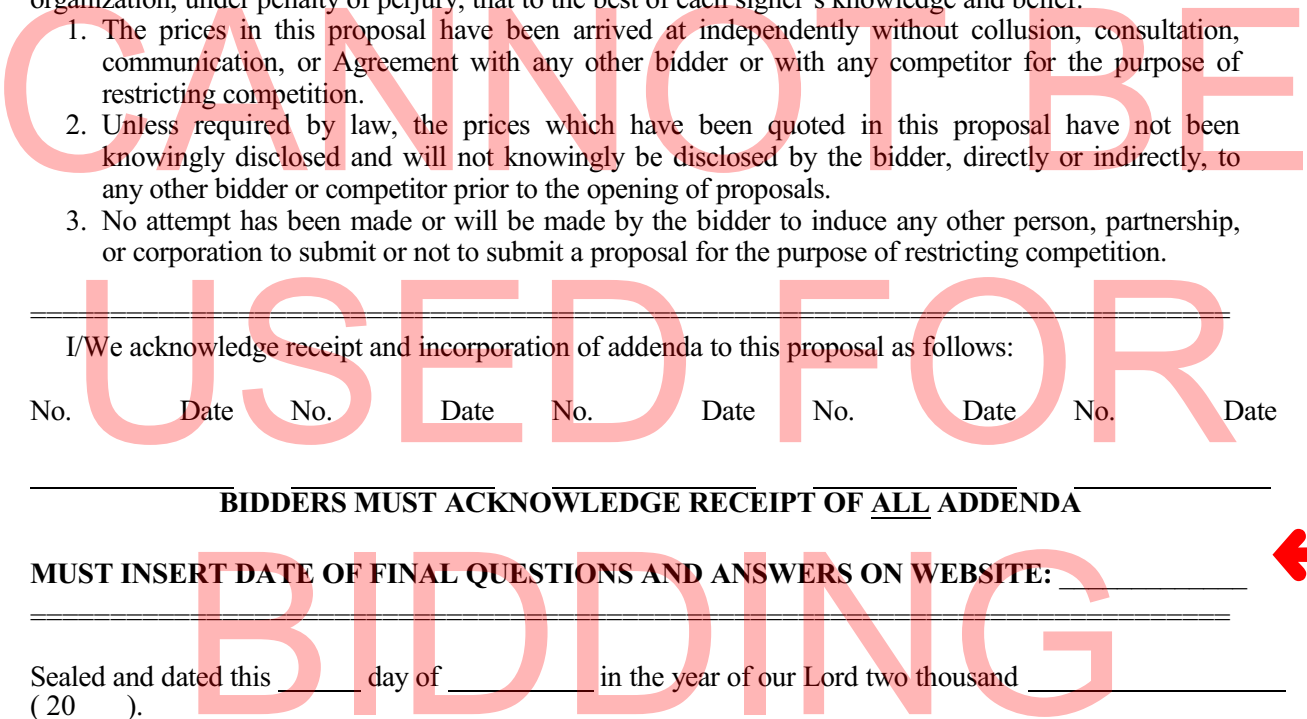 organization, under penalty of perjury, that to the best of each signer's knowledge and belief:
1. The prices in this proposal have been arrived at independently without collusion, consultation,
communication, or Agreement with any other bidder or with any competitor for the purpose of
restricting competition.
2. Unless required by law, the prices which have been quoted in this proposal have not been
knowingly disclosed and will not knowingly be disclosed by the bidder, directly or indirectly, to
any other bidder or competitor prior to the opening of proposals.
3. No attempt has been made or will be made by the bidder to induce any other person, partnership,
or corporation to submit or not to submit a proposal for the purpose of restricting competition.
I/We acknowledge receipt and incorporation of addenda to this proposal as follows:
No. Date No. Date No. Date No. Date No. Date
BIDDERS MUST ACKNOWLEDGE RECEIPT OF ALL ADDENDA
MUST INSERT DATE OF FINAL QUESTIONS AND ANSWERS ON WEBSITE: ____________
Sealed and dated this ______ day of __________ in the year of our Lord two thousand __________________
( 20 ).
CANNOT BE
USED FOR
BIDDING